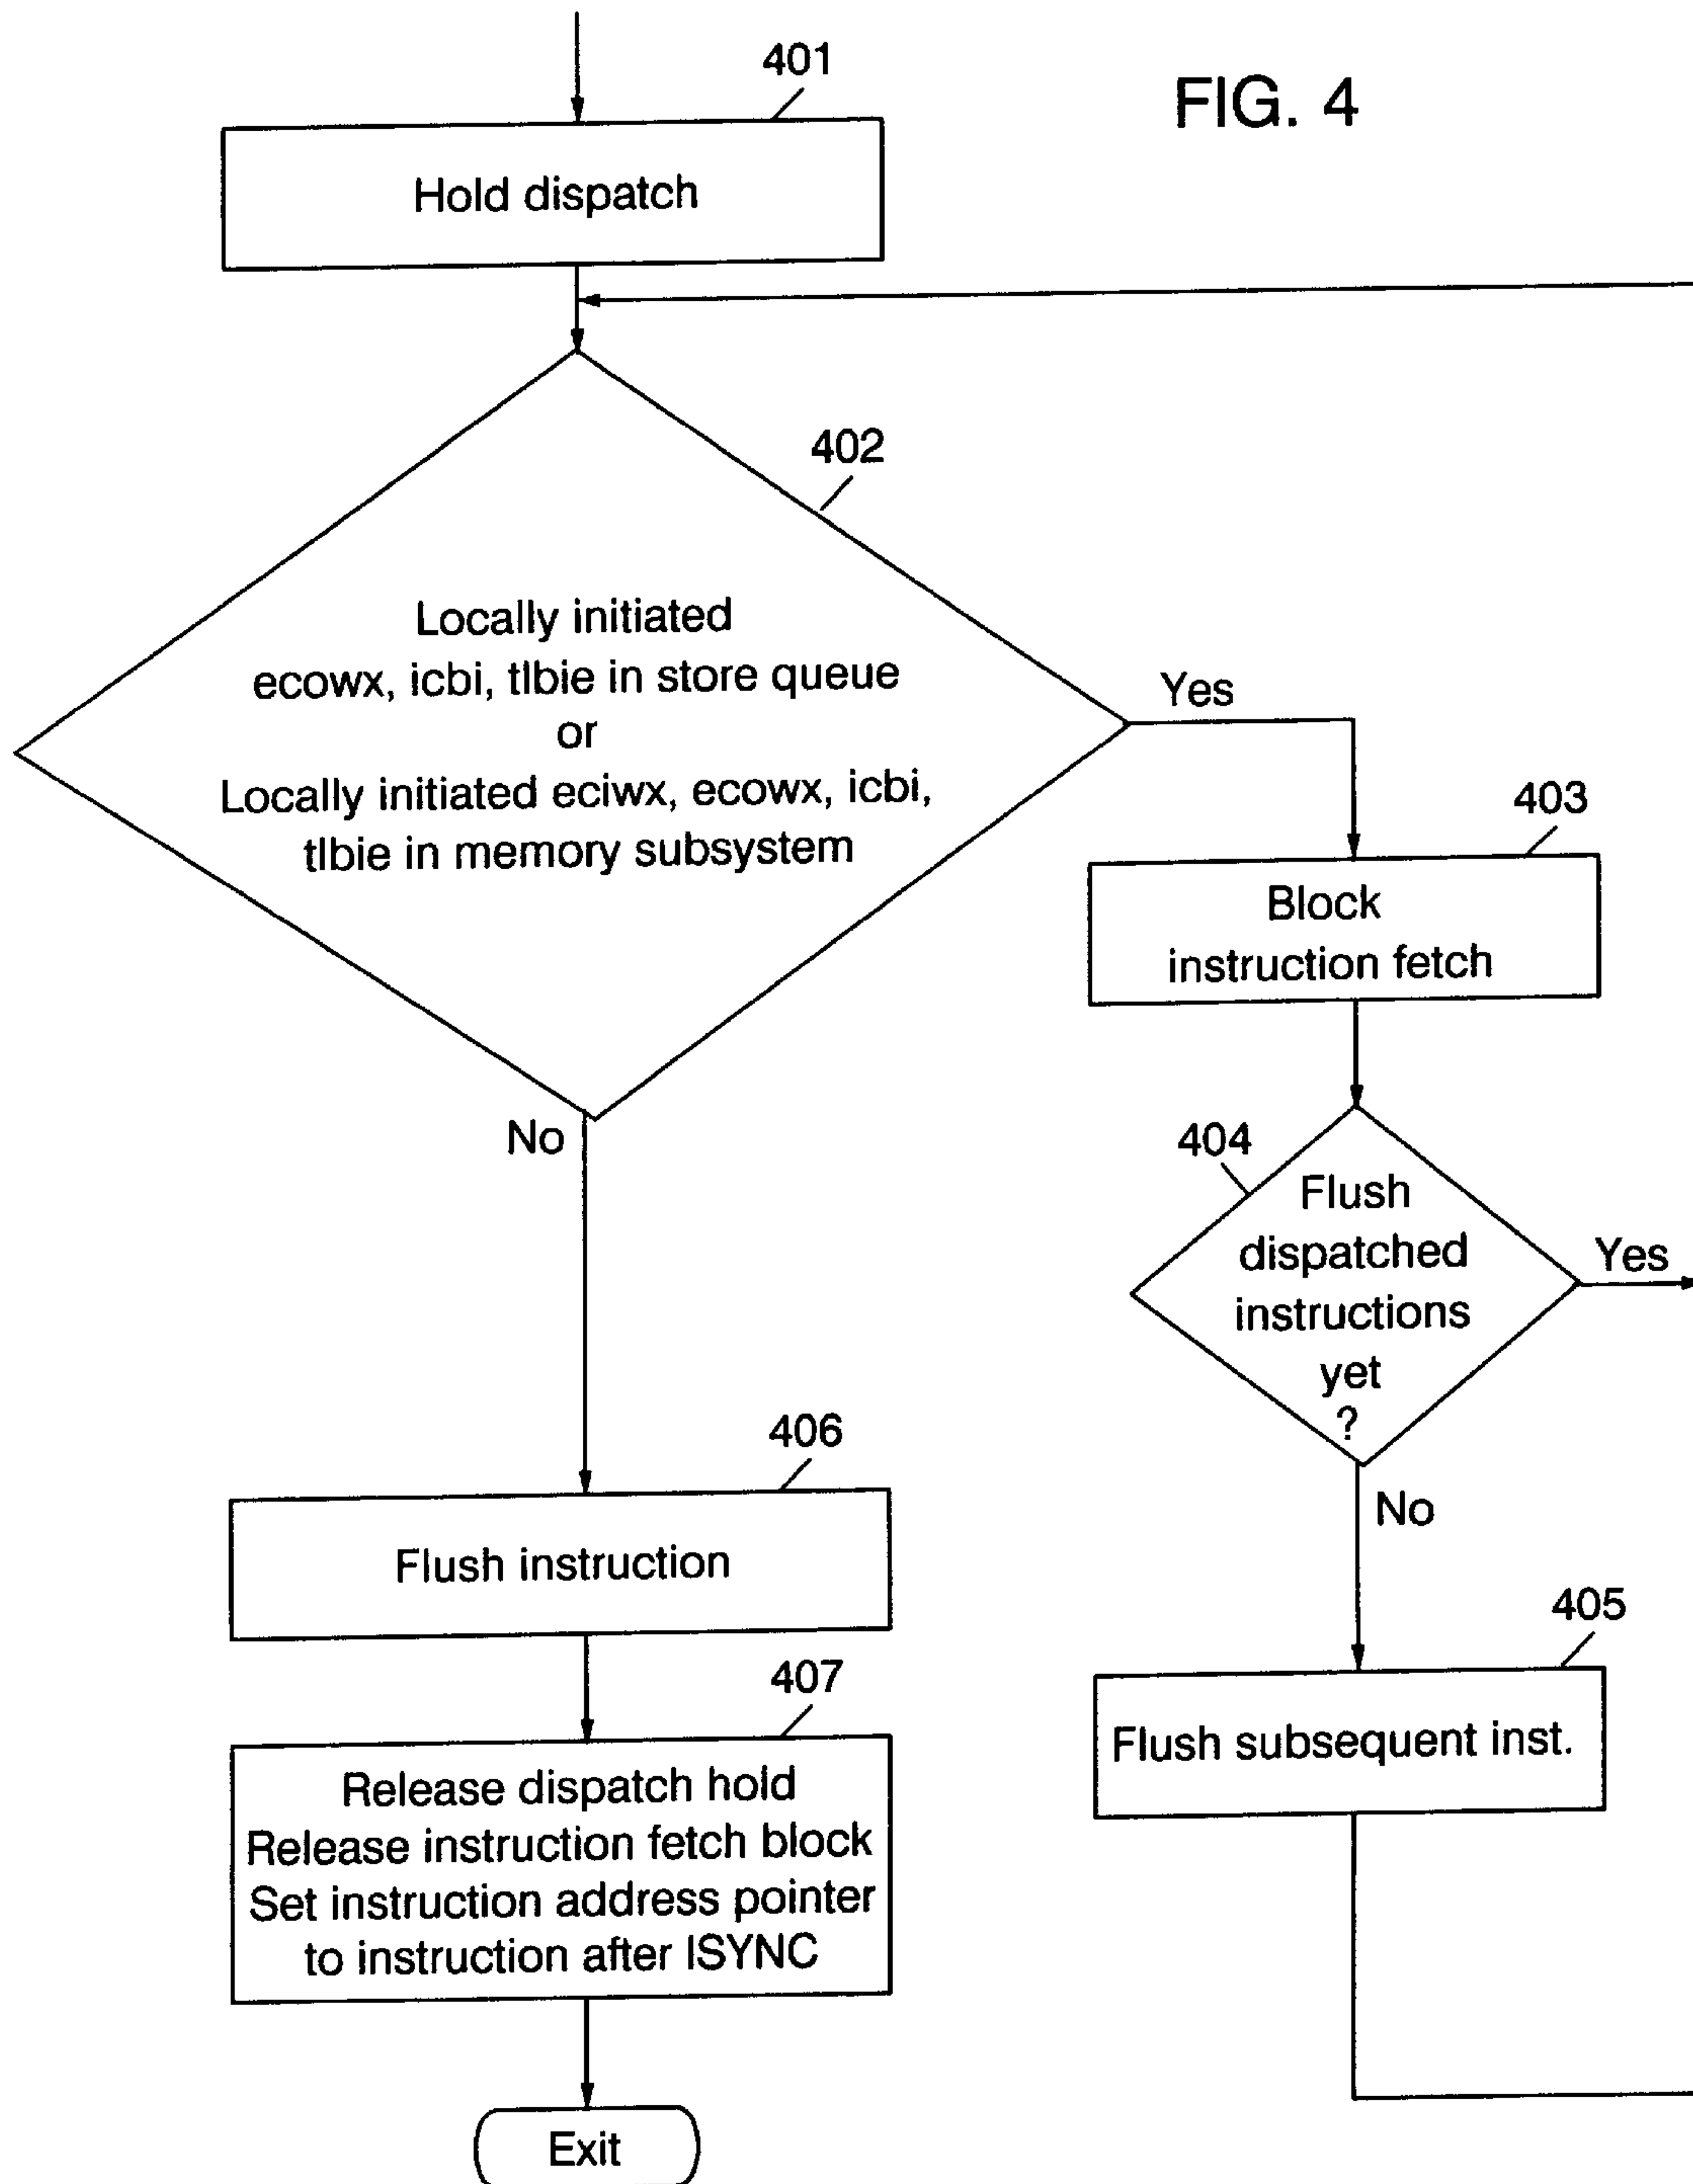 FIG. 4
401
Hold dispatch
402
Locally initiated
ecowx, icbi, tlbie in store queue
or
Locally initiated eciwx, ecowx, icbi,
tlbie in memory subsystem
Yes
403
Block
instruction fetch
404
Flush
dispatched
instructions
yet
?
Yes
No
No
405
Flush subsequent inst.
406
Flush instruction
407
Release dispatch hold
Release instruction fetch block
Set instruction address pointer
to instruction after ISYNC
Exit